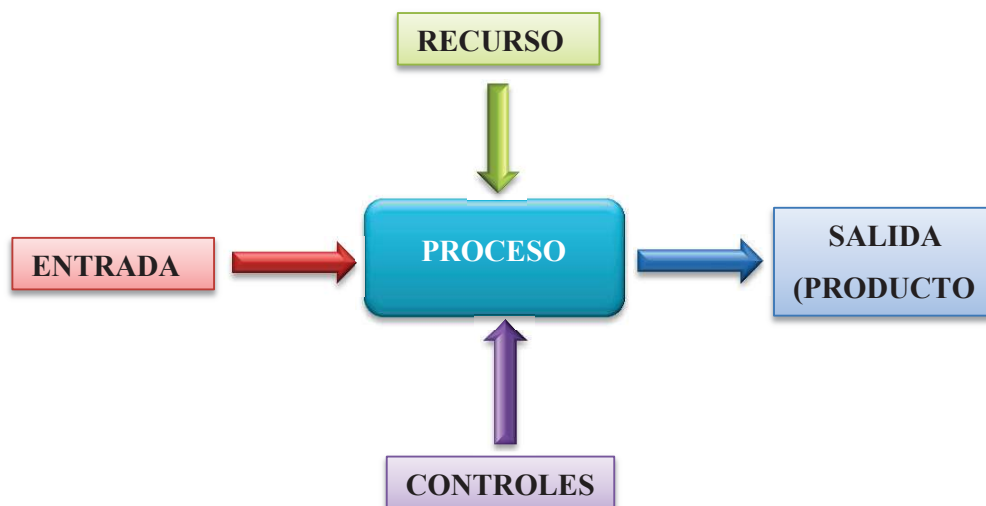 RECURSO
ENTRADA
PROCESO
SALIDA
(PRODUCTO
CONTROLES